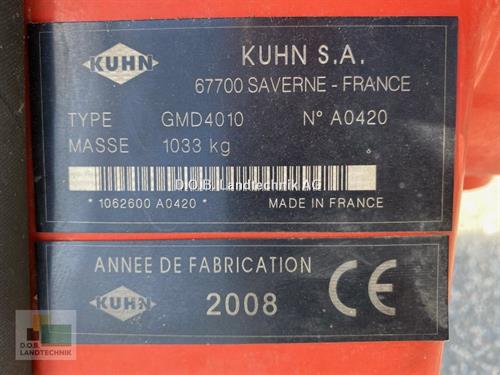 KUHN
KUHN S.A.
67700 SAVERNE - FRANCE
TYPE GMD4010 N° A0420
MASSE 1033 kg
D.O.B. Landtechnik AG
* 1062600 A0420 * MADE IN FRANCE
ANNEE DE FABRICATION
KUHN 2008 CE
D.O.B.
LANDTECHNIK